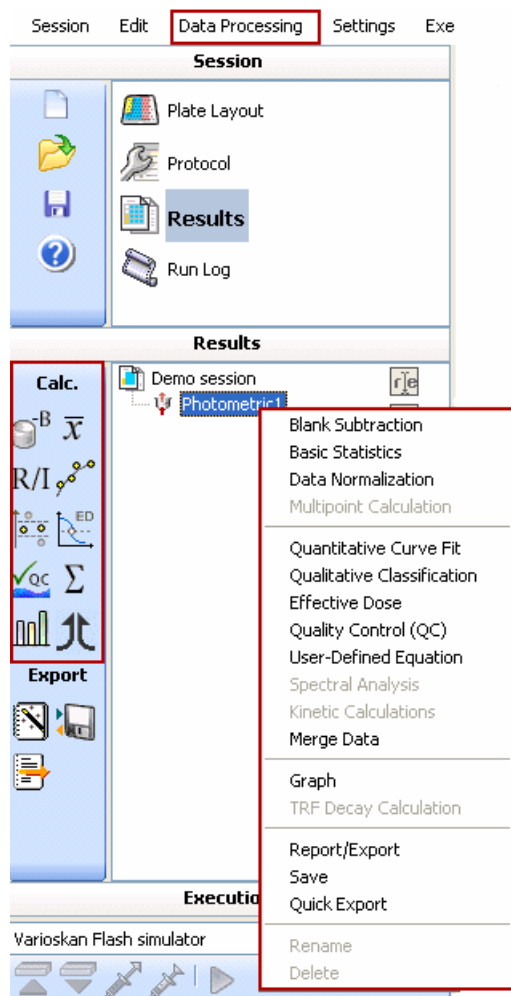 Session Edit Data Processing Settings Exe
Session
Plate Layout
Protocol
Results
Run Log
Results
Calc.
Demo session
Photometric1
-B x
R/I
ED
QC Σ
Export
Blank Subtraction
Basic Statistics
Data Normalization
Multipoint Calculation
Quantitative Curve Fit
Qualitative Classification
Effective Dose
Quality Control (QC)
User-Defined Equation
Spectral Analysis
Kinetic Calculations
Merge Data
Graph
TRF Decay Calculation
Report/Export
Save
Quick Export
Rename
Delete
Executio
Varioskan Flash simulator